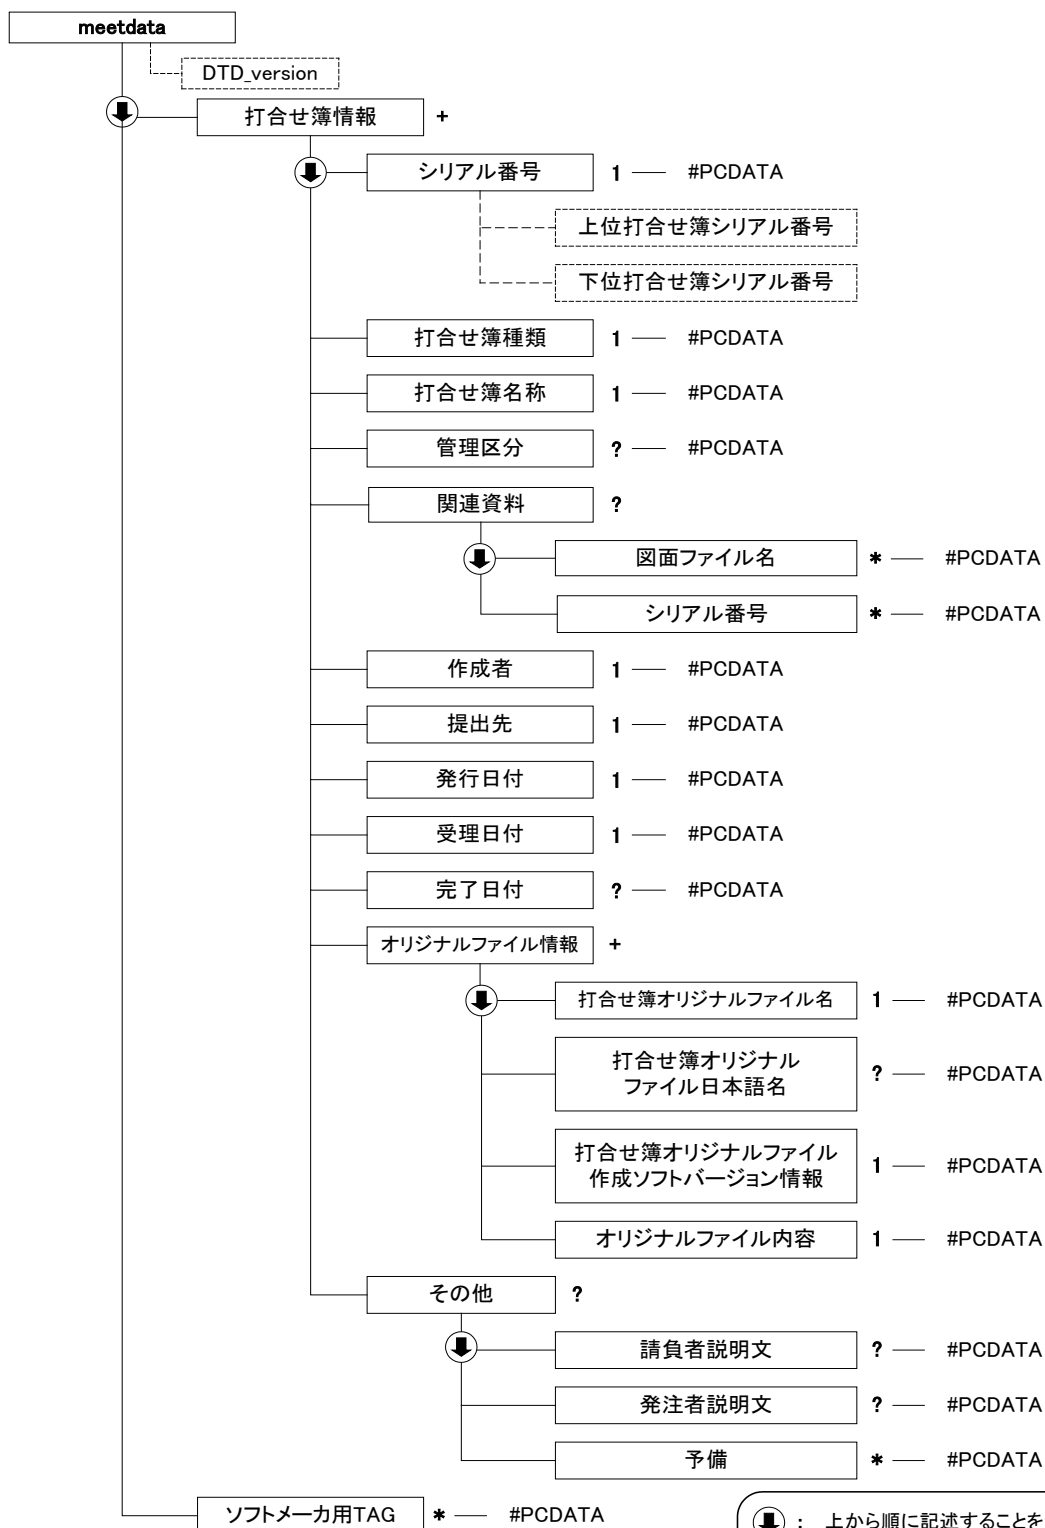 meetdata
DTD_version
打合せ簿情報 +
シリアル番号 1 #PCDATA
上位打合せ簿シリアル番号
下位打合せ簿シリアル番号
打合せ簿種類 1 #PCDATA
打合せ簿名称 1 #PCDATA
管理区分 ? #PCDATA
関連資料 ?
図面ファイル名 * #PCDATA
シリアル番号 * #PCDATA
作成者 1 #PCDATA
提出先 1 #PCDATA
発行日付 1 #PCDATA
受理日付 1 #PCDATA
完了日付 ? #PCDATA
オリジナルファイル情報 +
打合せ簿オリジナルファイル名 1 #PCDATA
打合せ簿オリジナル
ファイル日本語名 ? #PCDATA
打合せ簿オリジナルファイル
作成ソフトバージョン情報 1 #PCDATA
オリジナルファイル内容 1 #PCDATA
その他 ?
請負者説明文 ? #PCDATA
発注者説明文 ? #PCDATA
予備 * #PCDATA
ソフトメーカ用TAG * #PCDATA
： 上から順に記述することを